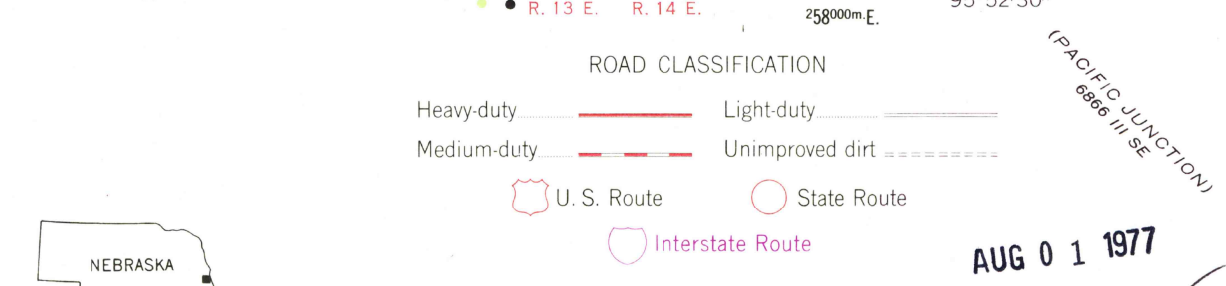 R. 13 E. R. 14 E.
258000m.E.
ROAD CLASSIFICATION
Heavy-duty
Light-duty
Medium-duty
Unimproved dirt
U. S. Route
State Route
Interstate Route
(PACIFIC JUNCTION)
6866 III SE
NEBRASKA
AUG 0 1 1977